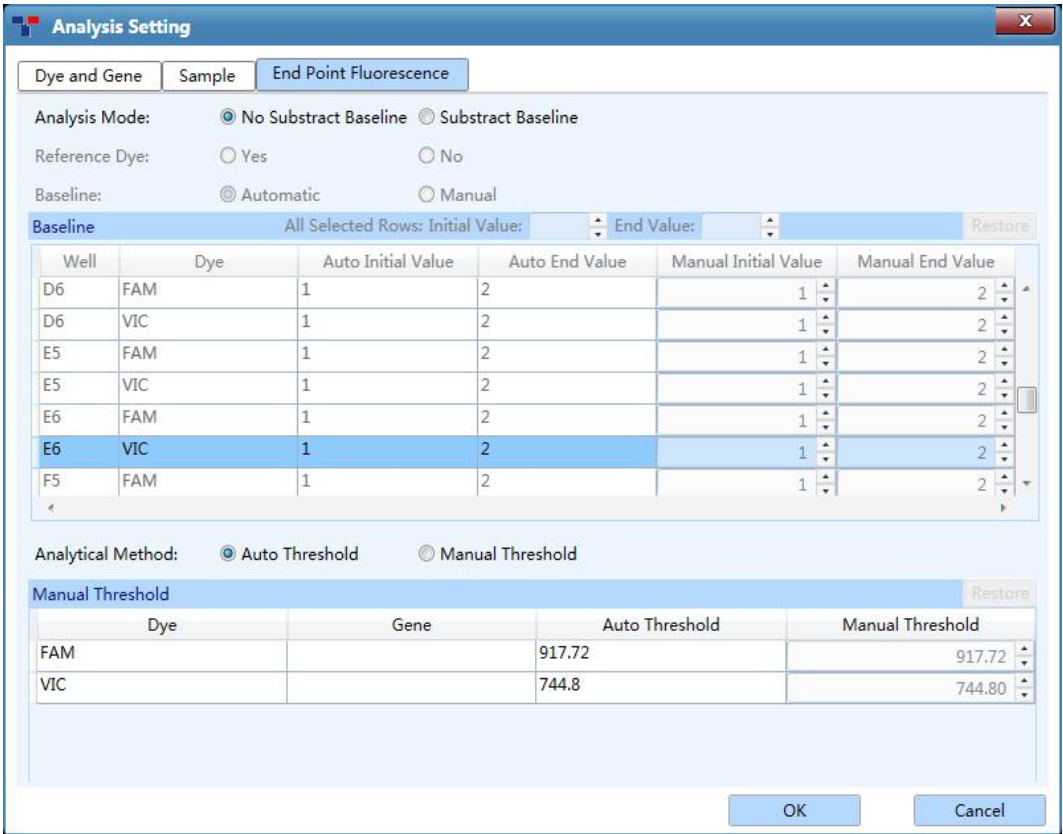 Analysis Setting
x
Dye and Gene Sample End Point Fluorescence
Analysis Mode: No Substract Baseline Substract Baseline
Reference Dye: Yes No
Baseline: Automatic Manual
Baseline All Selected Rows: Initial Value: End Value: Restore
Well Dye Auto Initial Value Auto End Value Manual Initial Value Manual End Value
D6 FAM 1 2 1 2
D6 VIC 1 2 1 2
E5 FAM 1 2 1 2
E5 VIC 1 2 1 2
E6 FAM 1 2 1 2
E6 VIC 1 2 1 2
F5 FAM 1 2 1 2
Analytical Method: Auto Threshold Manual Threshold
Manual Threshold Restore
Dye Gene Auto Threshold Manual Threshold
FAM 917.72 917.72
VIC 744.8 744.80
OK Cancel